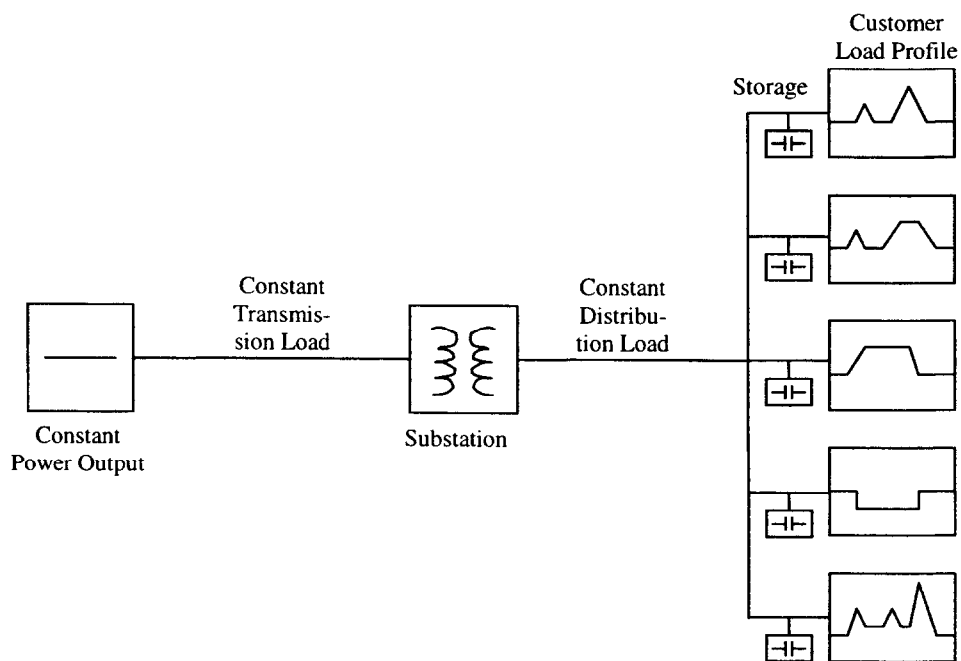 Customer
Load Profile
Storage
Constant
Transmis-
sion Load
Constant
Distribu-
tion Load
Constant
Power Output
Substation